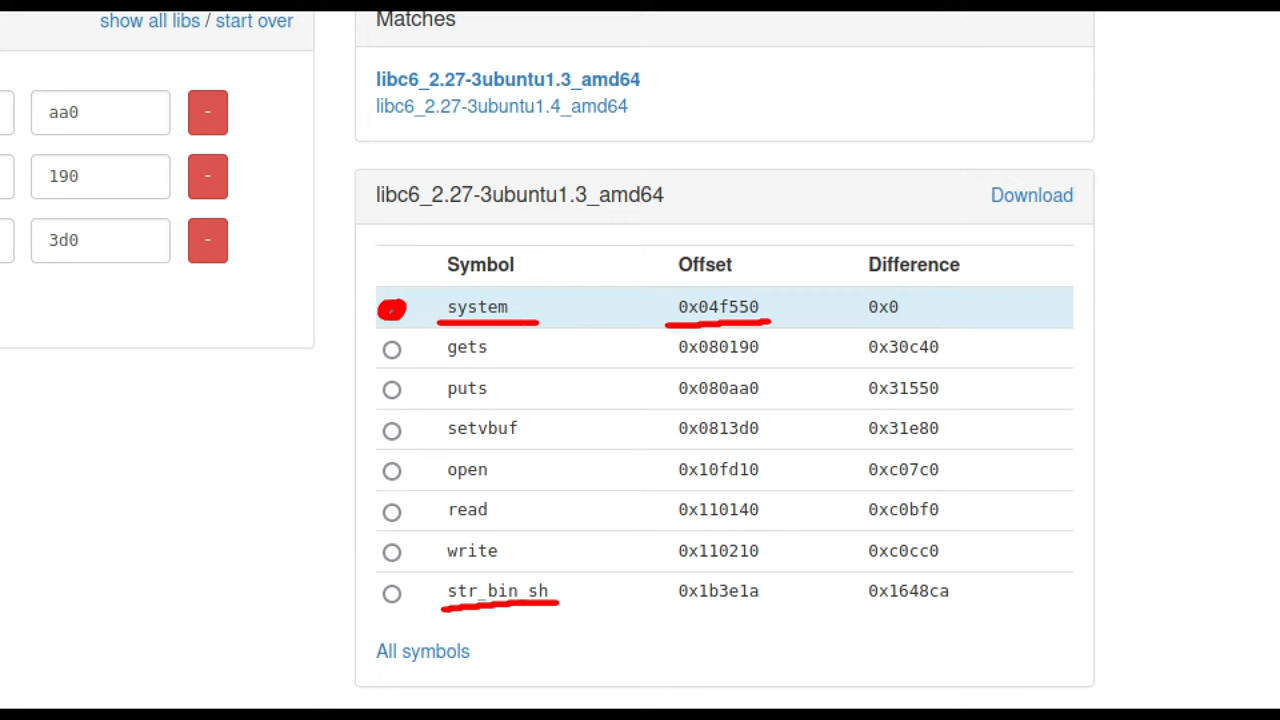 show all libs / start over
aa0 -
190 -
3d0 -
Matches
libc6_2.27-3ubuntu1.3_amd64
libc6_2.27-3ubuntu1.4_amd64
libc6_2.27-3ubuntu1.3_amd64 Download
Symbol Offset Difference
system 0x04f550 0x0
gets 0x080190 0x30c40
puts 0x080aa0 0x31550
setvbuf 0x0813d0 0x31e80
open 0x10fd10 0xc07c0
read 0x110140 0xc0bf0
write 0x110210 0xc0cc0
str_bin_sh 0x1b3e1a 0x1648ca
All symbols